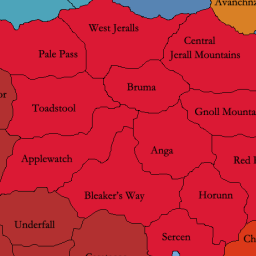 Avanchnz
West Jeralls
Central
Jerall Mountains
Pale Pass
Bruma
or
Toadstool
Gnoll Mounta
Applewatch
Anga
Red
Bleaker's Way
Horunn
Underfall
Sercen
Ch